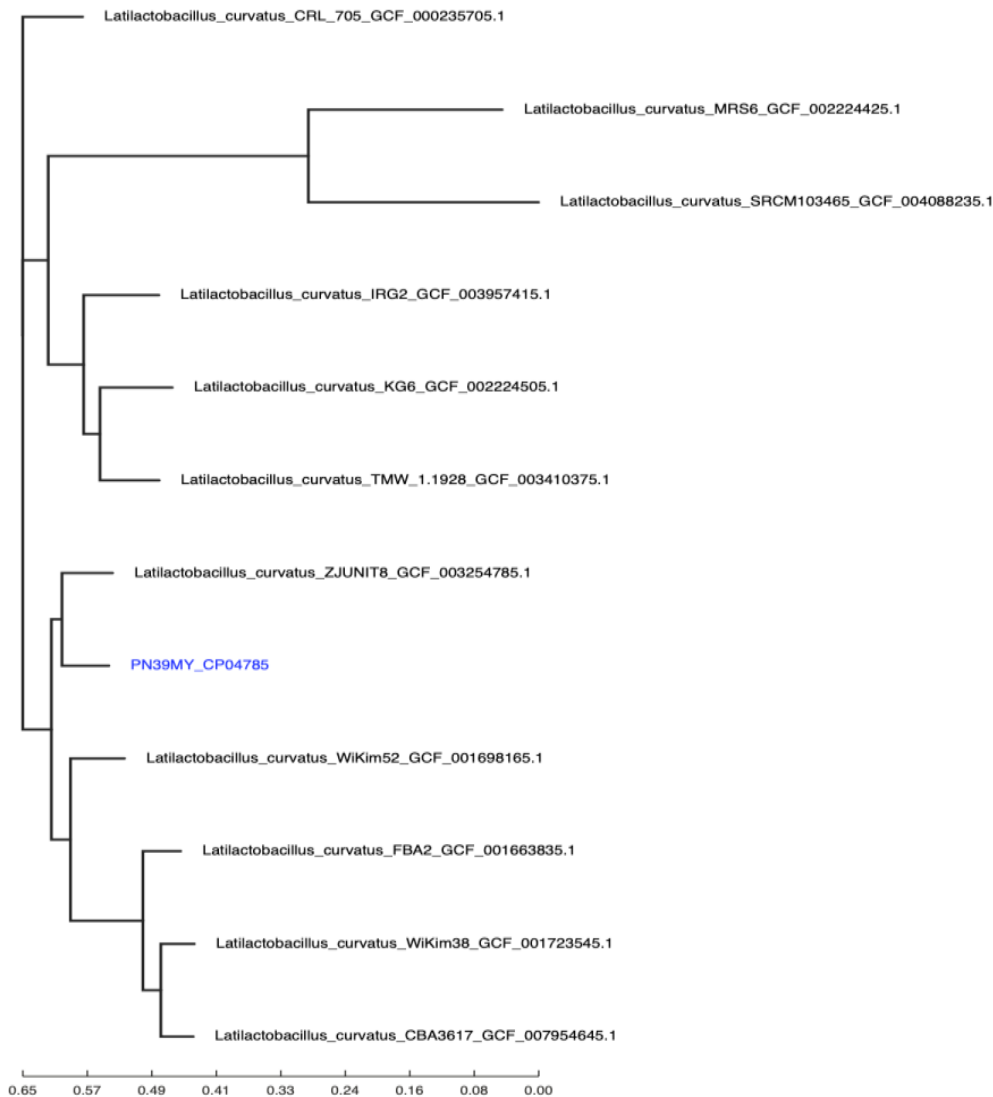 Latilactobacillus_curvatus_CRL_705_GCF_000235705.1
Latilactobacillus_curvatus_MRS6_GCF_002224425.1
Latilactobacillus_curvatus_SRCM103465_GCF_004088235.1
Latilactobacillus_curvatus_IRG2_GCF_003957415.1
Latilactobacillus_curvatus_KG6_GCF_002224505.1
Latilactobacillus_curvatus_TMW_1.1928_GCF_003410375.1
Latilactobacillus_curvatus_ZJUNIT8_GCF_003254785.1
PN39MY_CP04785
Latilactobacillus_curvatus_WiKim52_GCF_001698165.1
Latilactobacillus_curvatus_FBA2_GCF_001663835.1
Latilactobacillus_curvatus_WiKim38_GCF_001723545.1
Latilactobacillus_curvatus_CBA3617_GCF_007954645.1
0.65 0.57 0.49 0.41 0.33 0.24 0.16 0.08 0.00